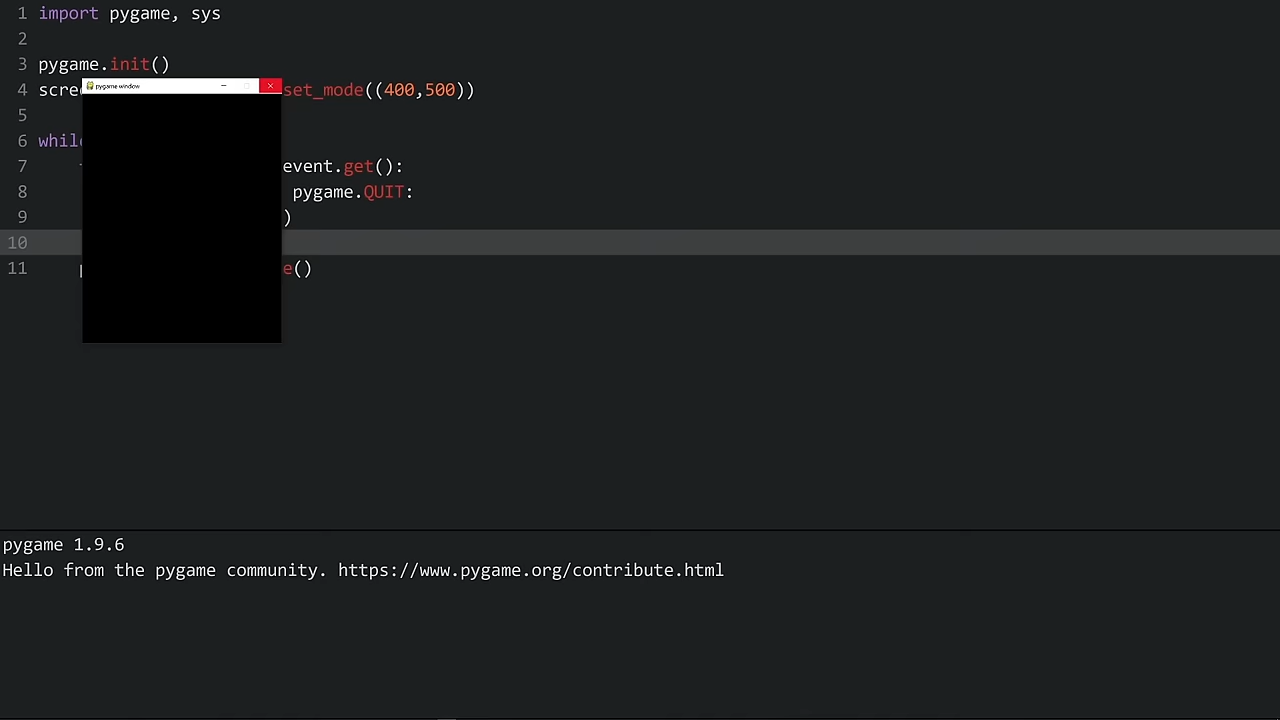 1 import pygame, sys
2
3 pygame.init()
4 scre set_mode((400,500))
5
6 whil
7 event.get():
8 pygame.QUIT:
9 )
10
11 e()
pygame window
pygame 1.9.6
Hello from the pygame community. https://www.pygame.org/contribute.html